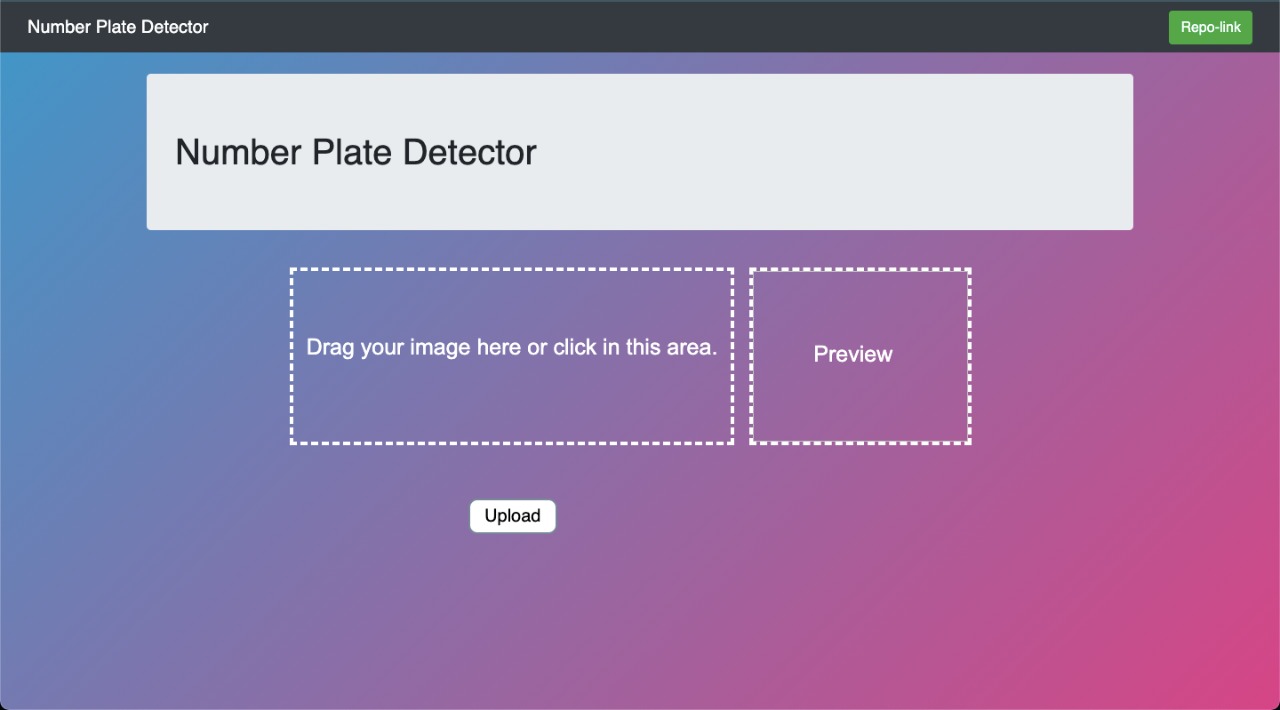 Number Plate Detector
Repo-link
Number Plate Detector
Drag your image here or click in this area.
Preview
Upload